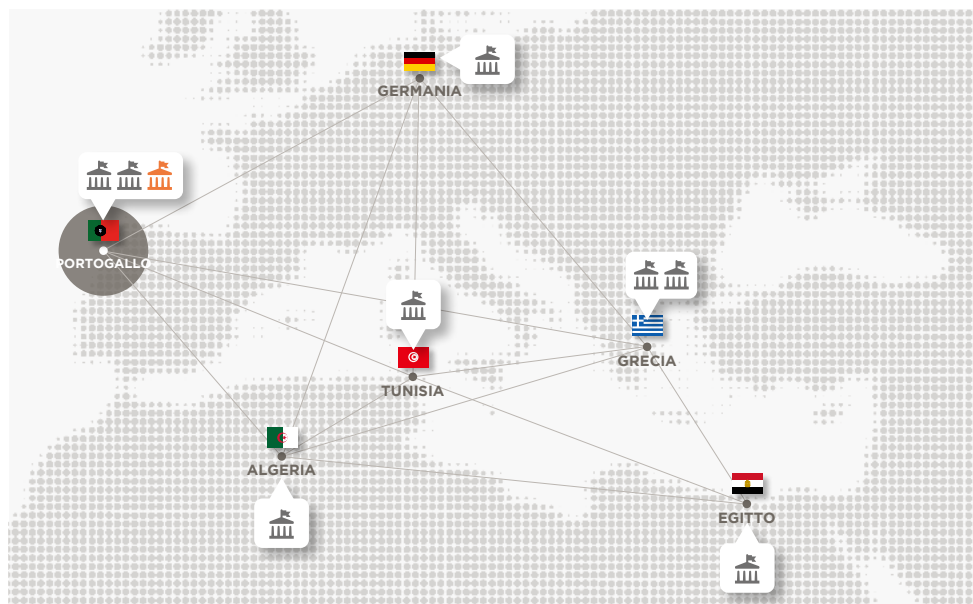 GERMANIA
PORTOGALLO
GRECIA
TUNISIA
ALGERIA
EGITTO